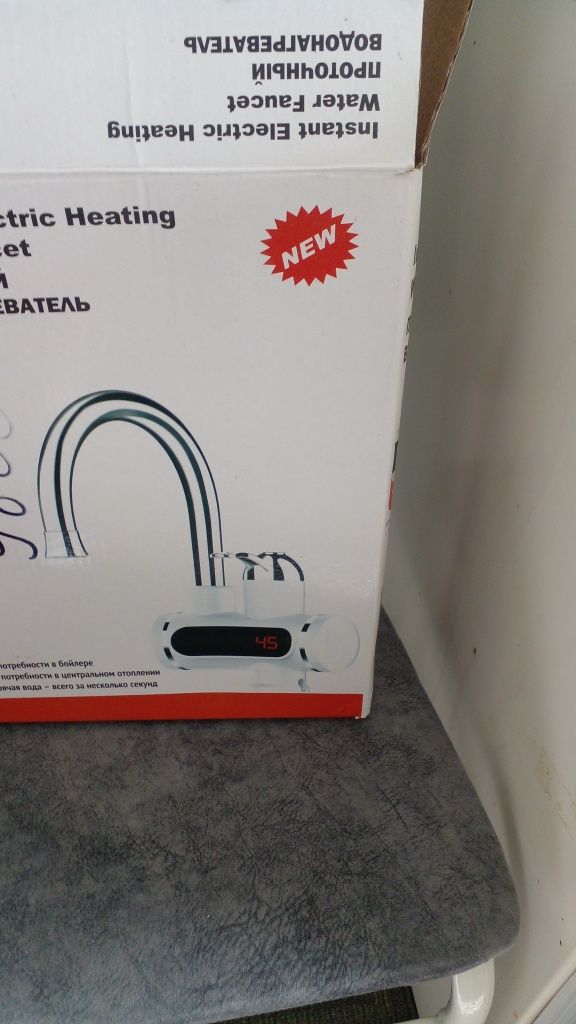 Instant Electric Heating
Water Faucet
ПРОТОЧНЫЙ
ВОДОНАГРЕВАТЕЛЬ
ctric Heating
cet
Й
ЕВАТЕЛЬ
NEW
45
потребности в бойлере
потребности в центральном отоплении
рячая вода – всего за несколько секунд